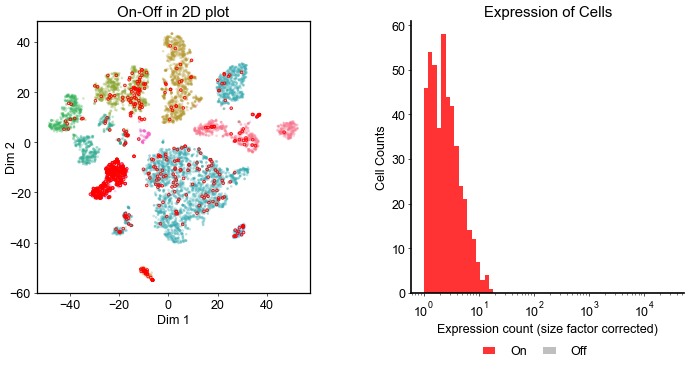 On-Off in 2D plot
Dim 2
40
20
0
−20
−40
−60
−40
−20
0
20
40
Dim 1
Expression of Cells
Cell Counts
60
50
40
30
20
10
0
10⁰
10¹
10²
10³
10⁴
Expression count (size factor corrected)
On
Off